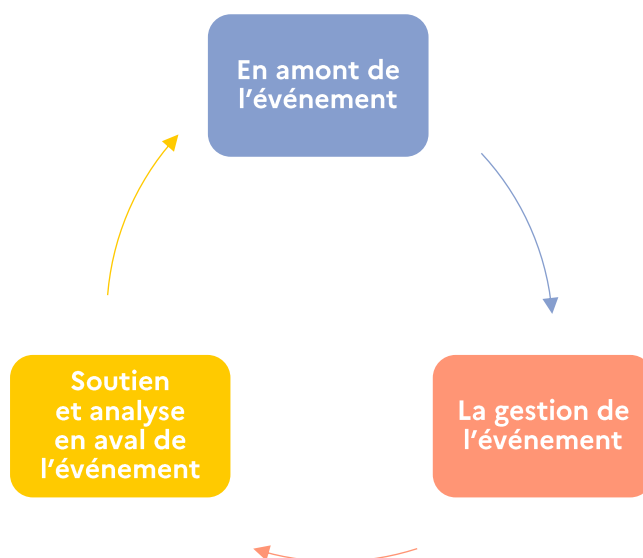 En amont de
l’événement
La gestion de
l’événement
Soutien
et analyse
en aval de
l’événement